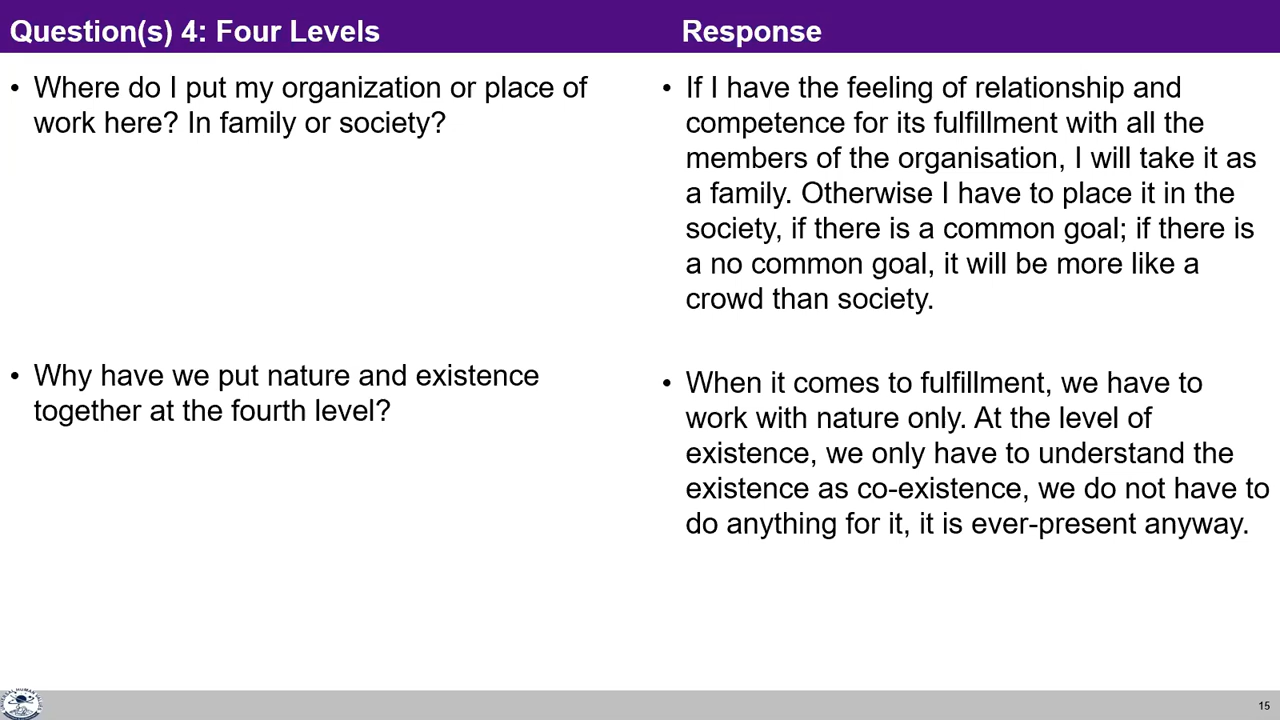 Question(s) 4: Four Levels
Response
• Where do I put my organization or place of
work here? In family or society?
• If I have the feeling of relationship and
competence for its fulfillment with all the
members of the organisation, I will take it as
a family. Otherwise I have to place it in the
society, if there is a common goal; if there is
a no common goal, it will be more like a
crowd than society.
• Why have we put nature and existence
together at the fourth level?
• When it comes to fulfillment, we have to
work with nature only. At the level of
existence, we only have to understand the
existence as co-existence, we do not have to
do anything for it, it is ever-present anyway.
15